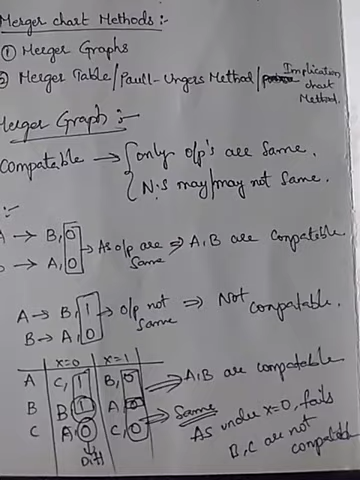 Merger chart Methods:-
① Merger Graphs
② Merger Table/Paull-Ungers Method/ Implication chart Method.
Merger Graph:-
Compatable → { only o/p's are same.
N.S may/may not same.
:-
A → B, 0
→ A, 0 → As o/p are same ⇒ A, B are compatible.
A → B, 1
B → A, 0 → o/p not same ⇒ Not compatable.
x=0 x=1
A C, 1 B, 0 ⇒ A, B are compatable
B B, 1 A, 0
C A, 0 C, 0 ⇒ Same
Diff
As under x=0, fails
B, C are not compatable